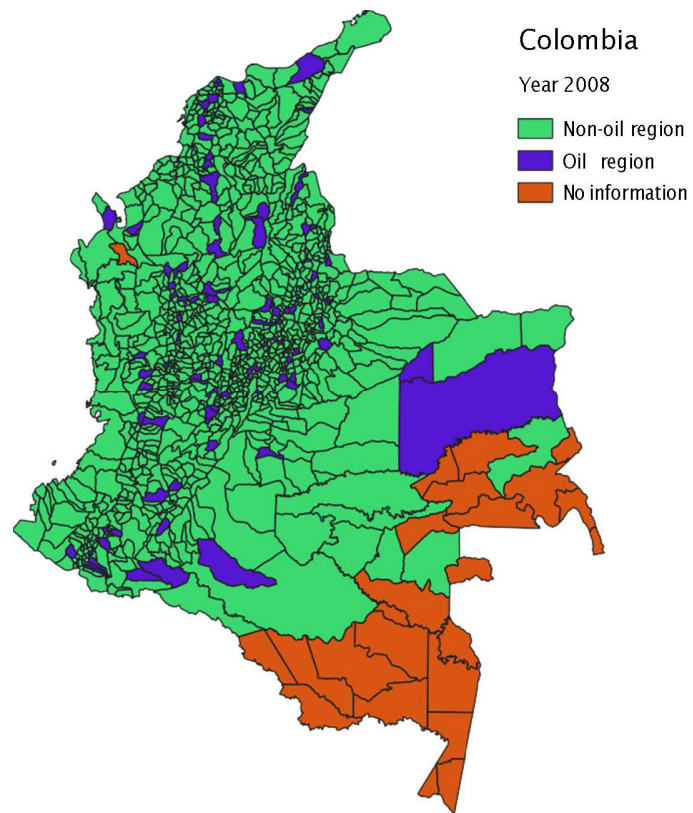 Colombia
Year 2008
Non-oil region
Oil region
No information